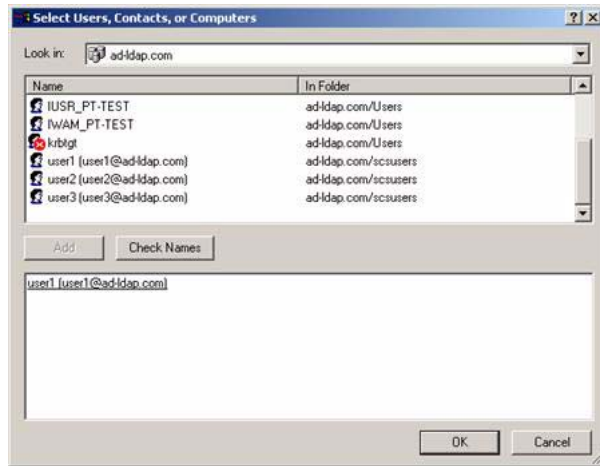 Select Users, Contacts, or Computers
Look in: ad-ldap.com
Name In Folder
IUSR_PT-TEST ad-ldap.com/Users
IWAM_PT-TEST ad-ldap.com/Users
krbtgt ad-ldap.com/Users
user1 (user1@ad-ldap.com) ad-ldap.com/scsusers
user2 (user2@ad-ldap.com) ad-ldap.com/scsusers
user3 (user3@ad-ldap.com) ad-ldap.com/scsusers
Add Check Names
user1 (user1@ad-ldap.com)
OK Cancel